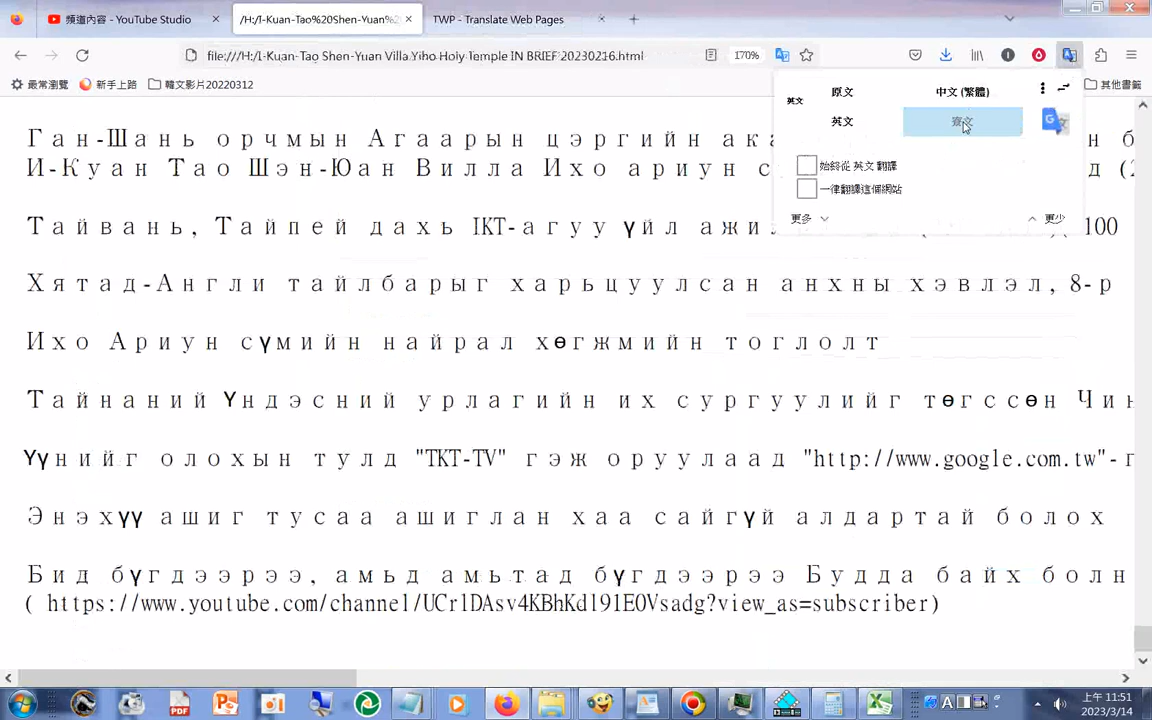 頻道內容 - YouTube Studio
/H:/I-Kuan-Tao%20Shen-Yuan%2
TWP - Translate Web Pages
file:///H:/I-Kuan-Tao Shen-Yuan Villa Yiho Holy Temple IN BRIEF20230216.html
170%
最常瀏覽
新手上路
韓文影片20220312
其他書籤
英文
原文
中文 (繁體)
英文
寮文
始終從 英文 翻譯
一律翻譯這個網站
更多
更少
Ган-Шань орчмын Агаарын цэргийн ака
И-Куан Тао Шэн-Юан Вилла Ихо ариун с
Тайвань, Тайпей дахь IKT-агуу үйл ажи 100
Хятад-Англи тайлбарыг харьцуулсан анхны хэвлэл, 8-р
Ихо Ариун сүмийн найрал хөгжмийн тоглолт
Тайнаний Үндэсний урлагийн их сургуулийг төгссөн Чин
Үүнийг олохын тулд "TKT-TV" гэж оруулаад "http://www.google.com.tw"-г
Энэхүү ашиг тусаа ашиглан хаа сайгүй алдартай болох
Бид бүгдээрээ, амьд амьтад бүгдээрээ Будда байх болн
( https://www.youtube.com/channel/UCrlDAsv4KBhKdl91E0Vsadg?view_as=subscriber)
上午 11:51
2023/3/14